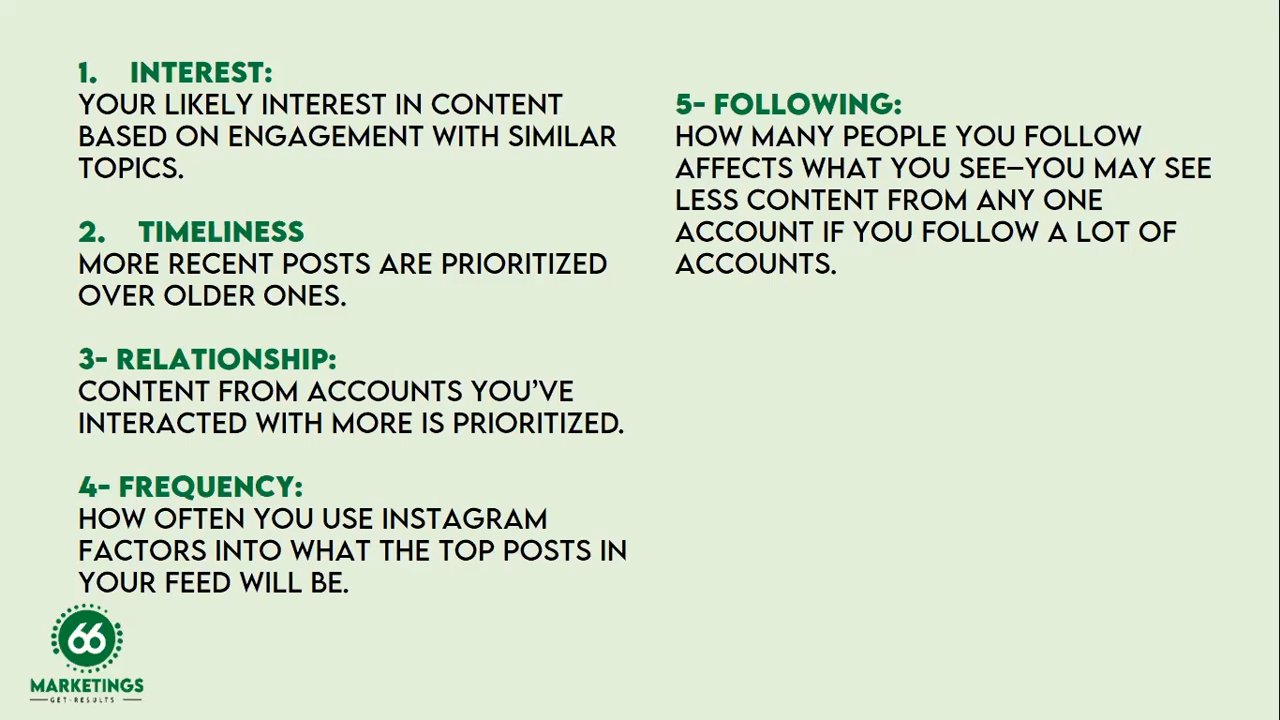 1. INTEREST:
YOUR LIKELY INTEREST IN CONTENT
BASED ON ENGAGEMENT WITH SIMILAR
TOPICS.
2. TIMELINESS
MORE RECENT POSTS ARE PRIORITIZED
OVER OLDER ONES.
3- RELATIONSHIP:
CONTENT FROM ACCOUNTS YOU’VE
INTERACTED WITH MORE IS PRIORITIZED.
4- FREQUENCY:
HOW OFTEN YOU USE INSTAGRAM
FACTORS INTO WHAT THE TOP POSTS IN
YOUR FEED WILL BE.
5- FOLLOWING:
HOW MANY PEOPLE YOU FOLLOW
AFFECTS WHAT YOU SEE—YOU MAY SEE
LESS CONTENT FROM ANY ONE
ACCOUNT IF YOU FOLLOW A LOT OF
ACCOUNTS.
66
MARKETINGS
GET-RESULTS